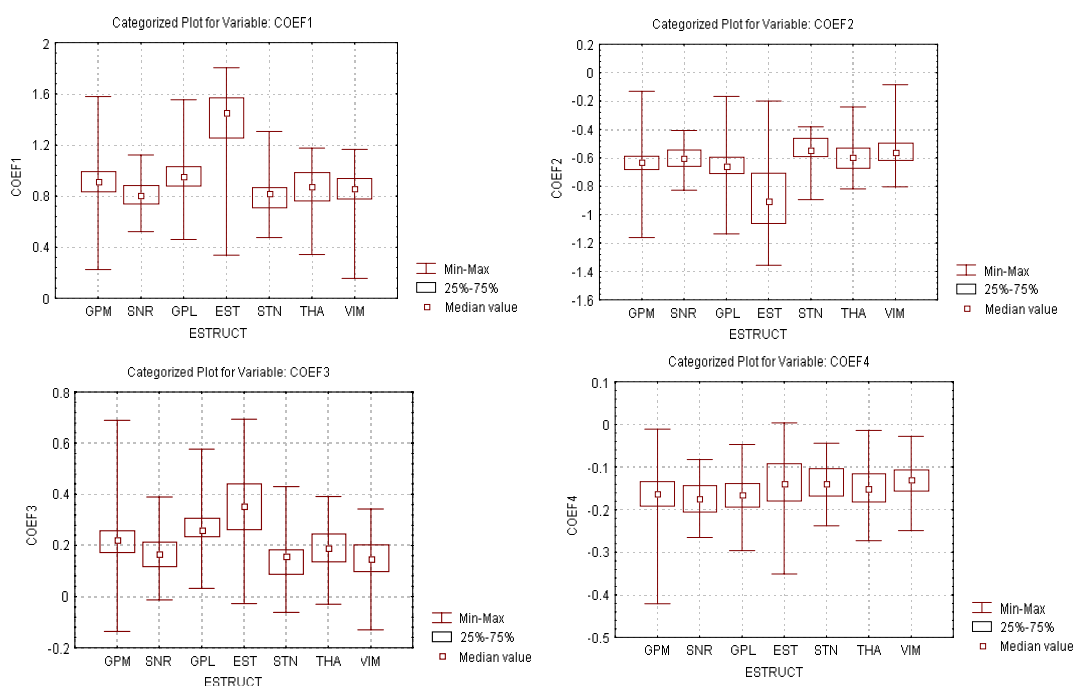 Categorized Plot for Variable: COEF1
2
1.6
1.2
0.8
0.4
0
COEF1
GPM SNR GPL EST STN THA VIM
ESTRUCT
Min-Max
25%-75%
Median value
Categorized Plot for Variable: COEF2
0.2
0
-0.2
-0.4
-0.6
-0.8
-1
-1.2
-1.4
-1.6
COEF2
GPM SNR GPL EST STN THA VIM
ESTRUCT
Min-Max
25%-75%
Median value
Categorized Plot for Variable: COEF3
0.8
0.6
0.4
0.2
0
-0.2
COEF3
GPM SNR GPL EST STN THA VIM
ESTRUCT
Min-Max
25%-75%
Median value
Categorized Plot for Variable: COEF4
0.1
0
-0.1
-0.2
-0.3
-0.4
-0.5
COEF4
GPM SNR GPL EST STN THA VIM
ESTRUCT
Min-Max
25%-75%
Median value